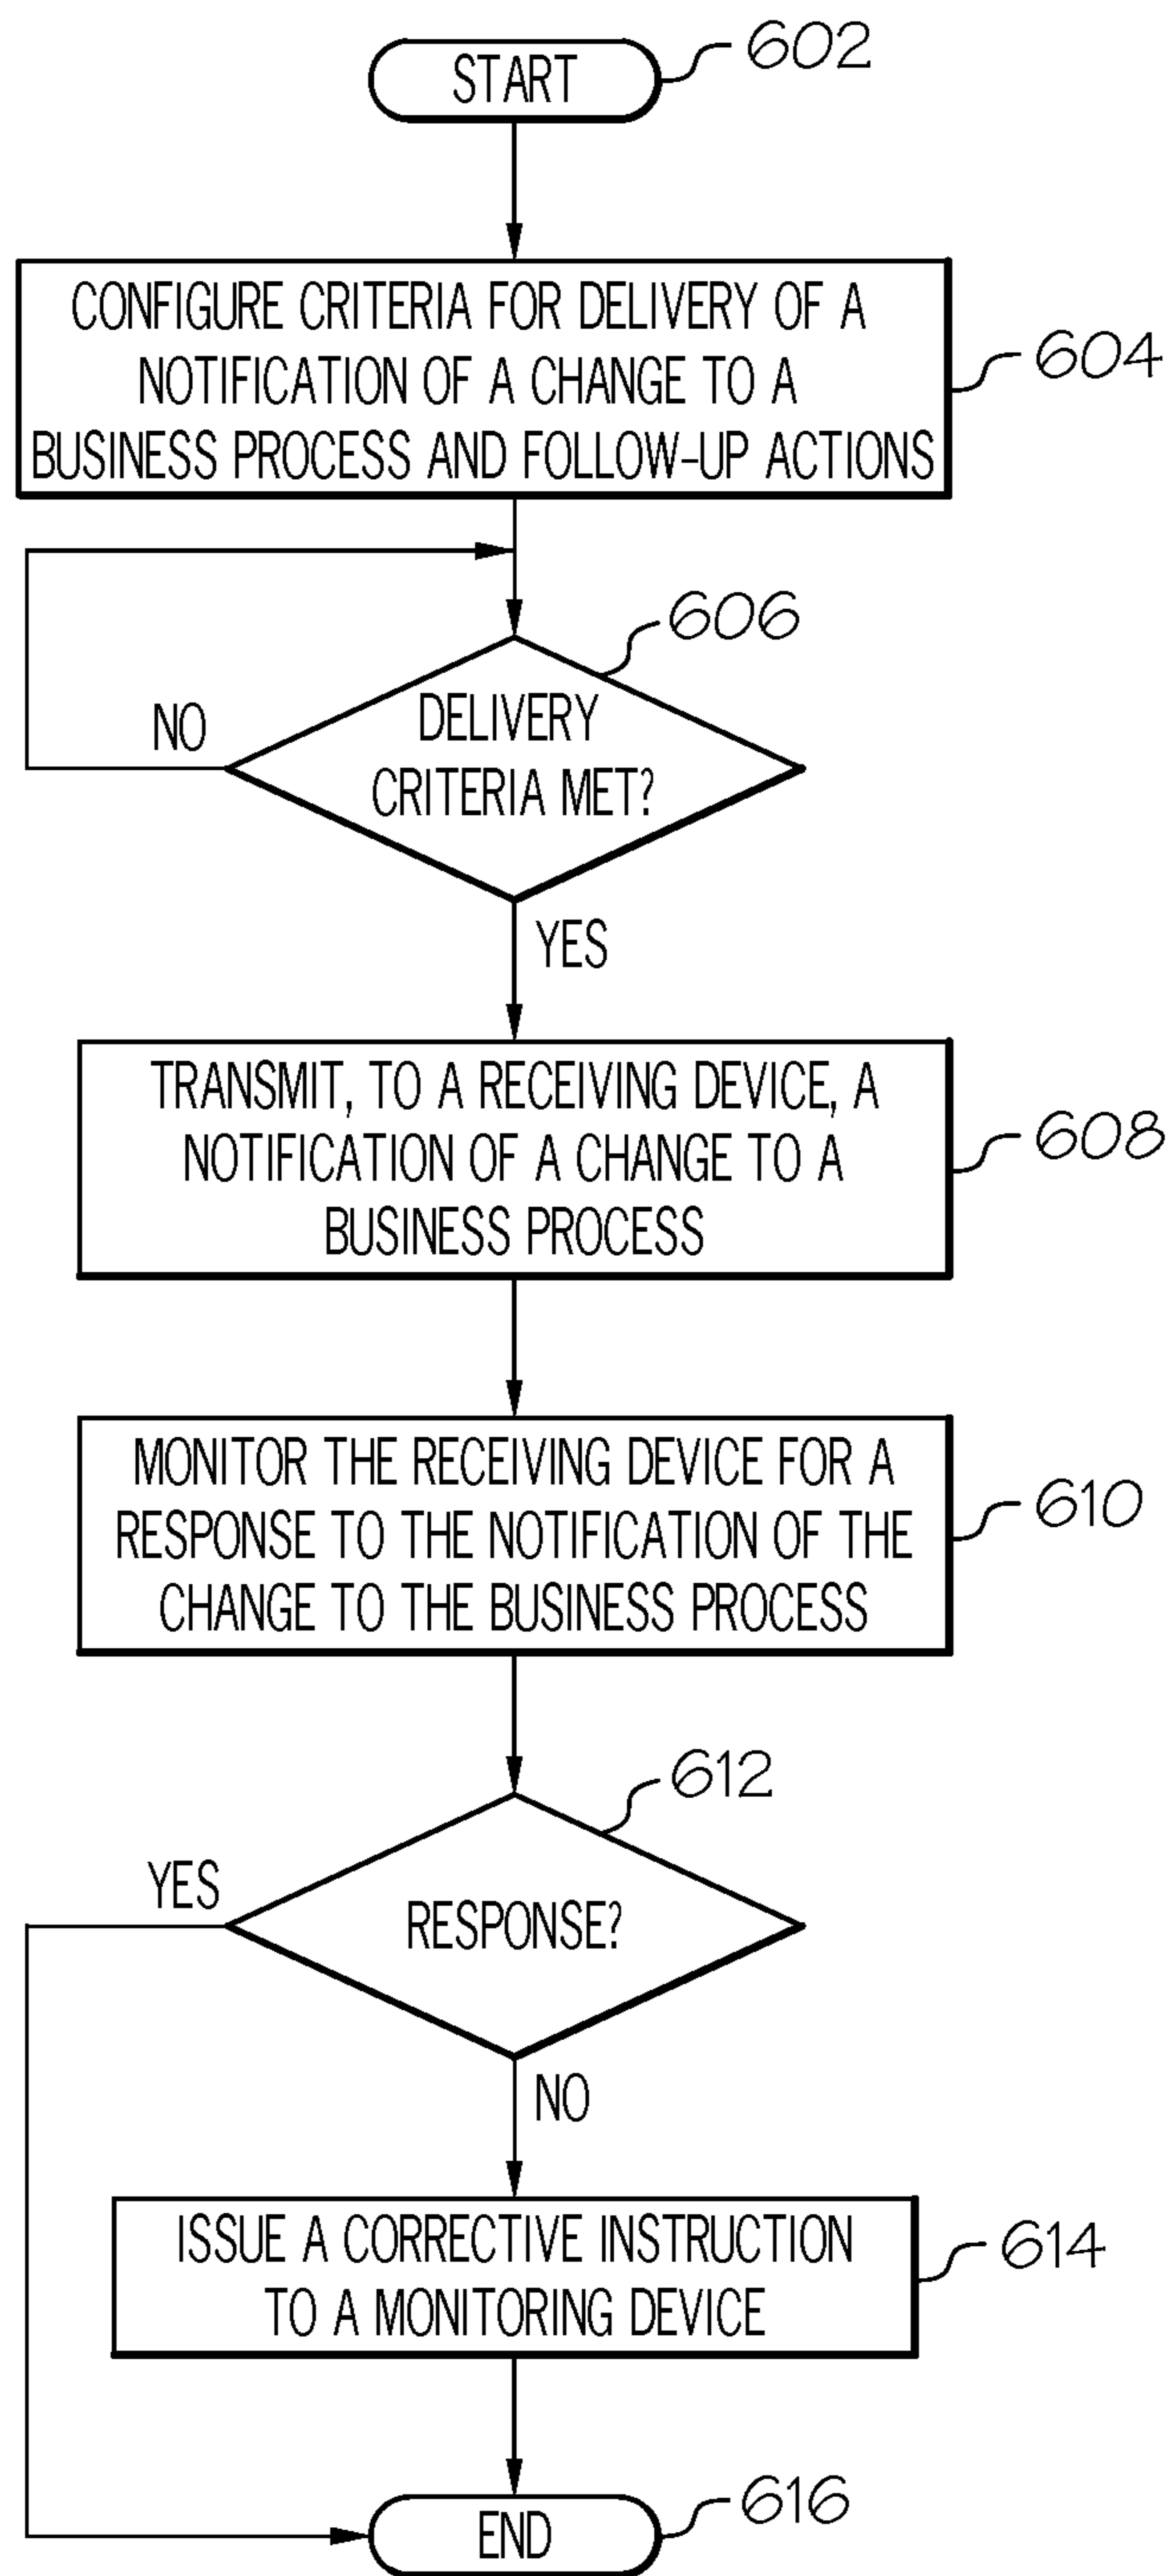 START
602
CONFIGURE CRITERIA FOR DELIVERY OF A
NOTIFICATION OF A CHANGE TO A
BUSINESS PROCESS AND FOLLOW-UP ACTIONS
604
606
DELIVERY
CRITERIA MET?
NO
YES
TRANSMIT, TO A RECEIVING DEVICE, A
NOTIFICATION OF A CHANGE TO A
BUSINESS PROCESS
608
MONITOR THE RECEIVING DEVICE FOR A
RESPONSE TO THE NOTIFICATION OF THE
CHANGE TO THE BUSINESS PROCESS
610
612
YES
RESPONSE?
NO
ISSUE A CORRECTIVE INSTRUCTION
TO A MONITORING DEVICE
614
END
616